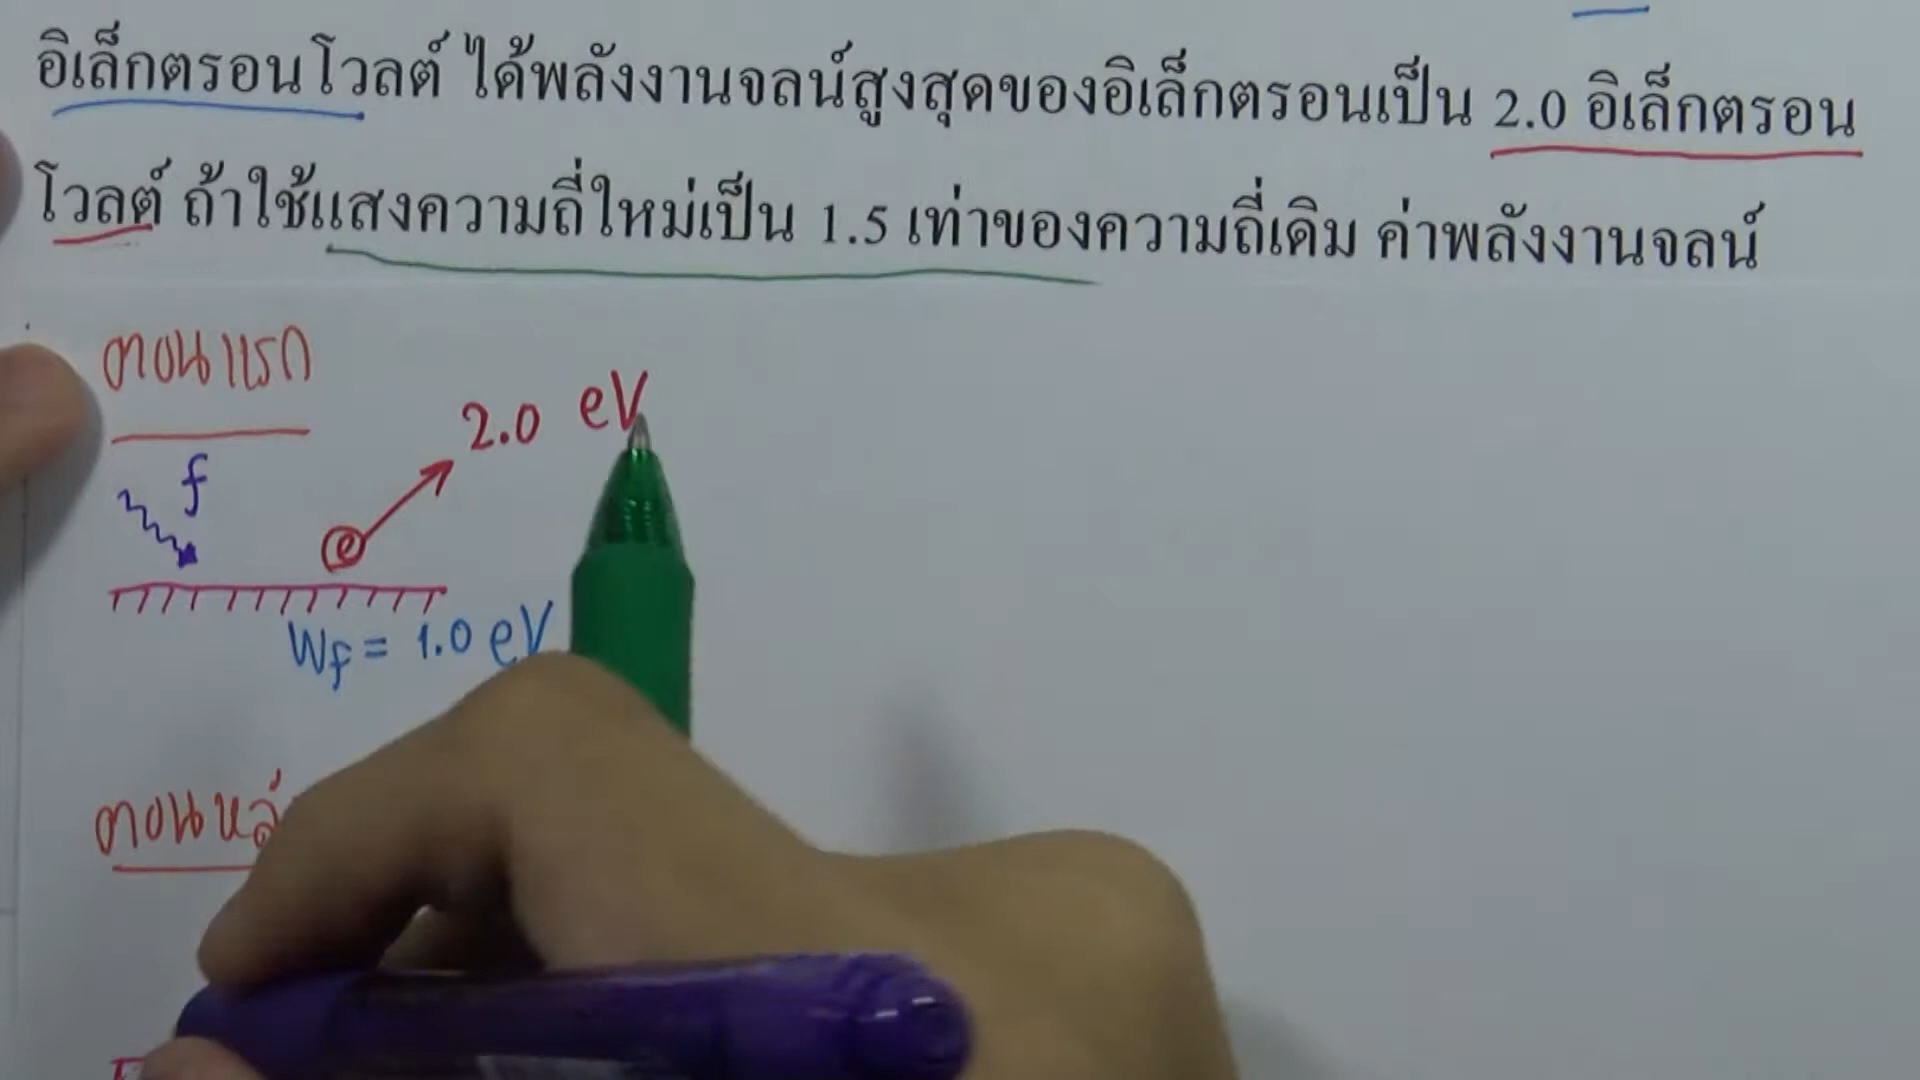 อิเล็กตรอนโวลต์ ได้พลังงานจลน์สูงสุดของอิเล็กตรอนเป็น 2.0 อิเล็กตรอน
โวลต์ ถ้าใช้แสงความถี่ใหม่เป็น 1.5 เท่าของความถี่เดิม ค่าพลังงานจลน์
ตอนแรก
2.0 eV
f
e
Wf = 1.0 eV